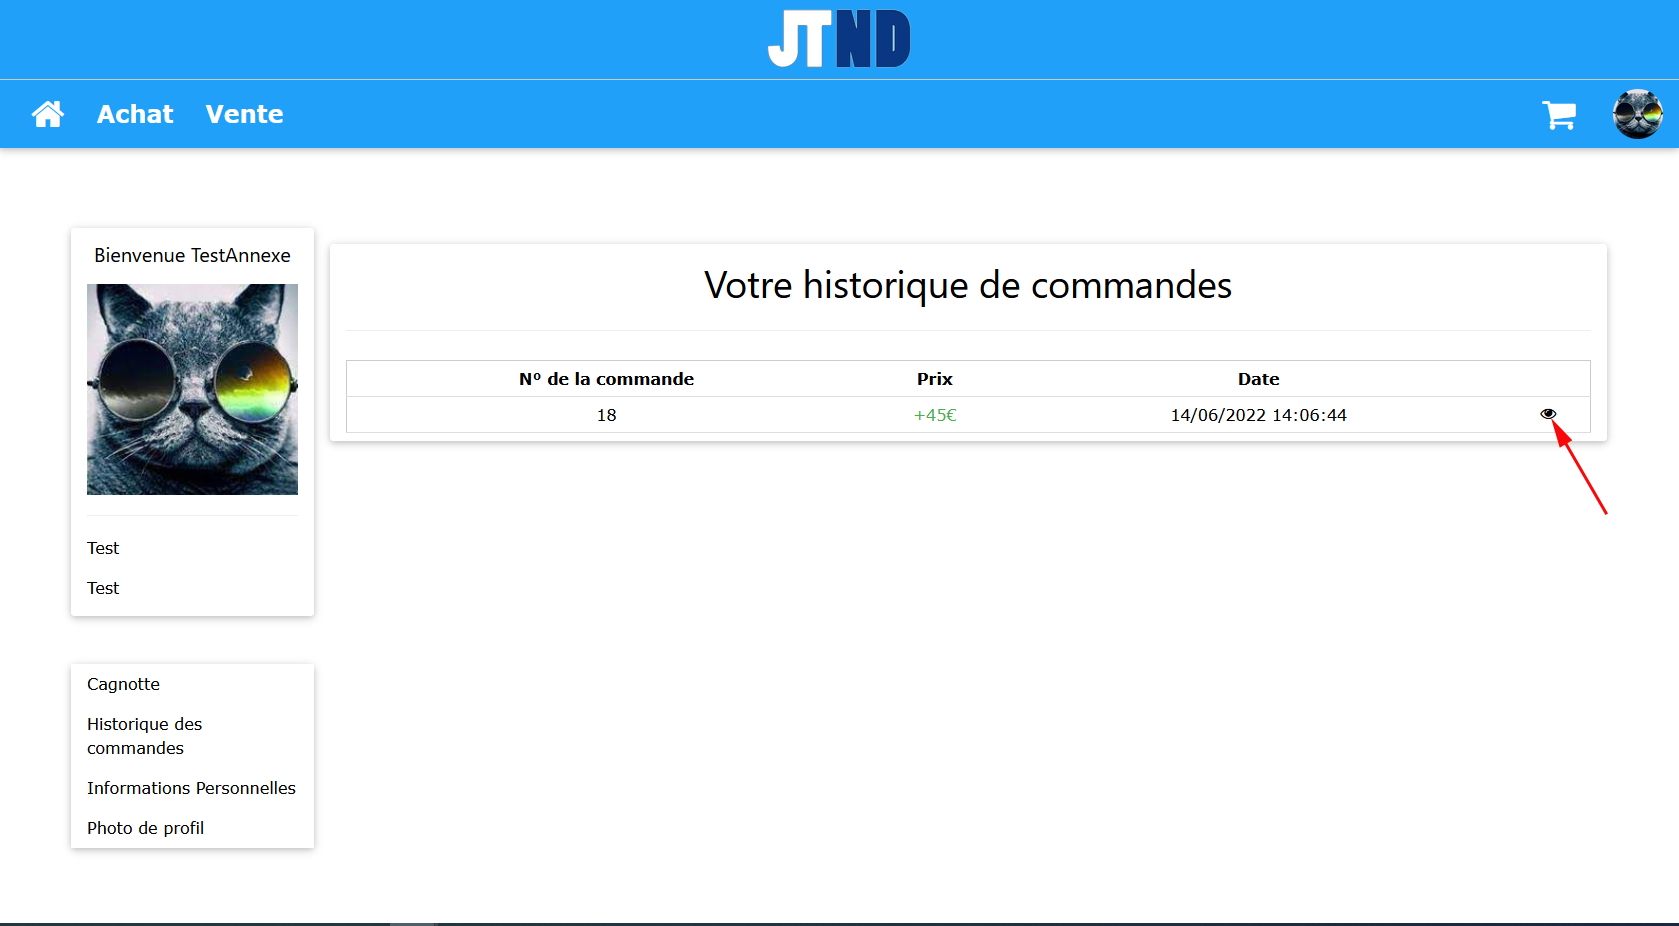 JTND
Achat Vente
Bienvenue TestAnnexe
Test
Test
Cagnotte
Historique des
commandes
Informations Personnelles
Photo de profil
Votre historique de commandes
Nº de la commande Prix Date
18 +45€ 14/06/2022 14:06:44